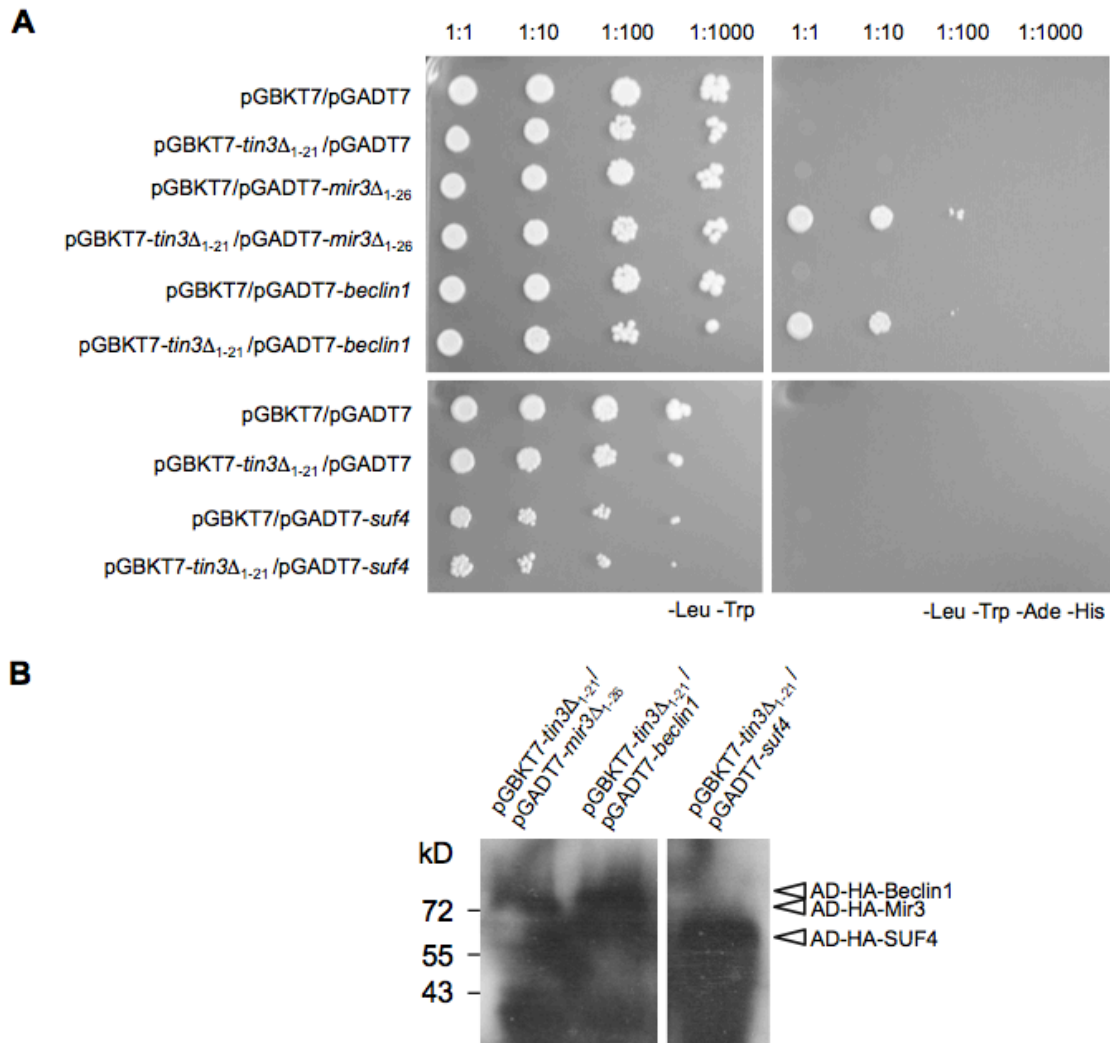 A
1:1 1:10 1:100 1:1000 1:1 1:10 1:100 1:1000
pGBKT7/pGADT7
pGBKT7-tin3Δ1-21/pGADT7
pGBKT7/pGADT7-mir3Δ1-26
pGBKT7-tin3Δ1-21/pGADT7-mir3Δ1-26
pGBKT7/pGADT7-beclin1
pGBKT7-tin3Δ1-21/pGADT7-beclin1
pGBKT7/pGADT7
pGBKT7-tin3Δ1-21/pGADT7
pGBKT7/pGADT7-suf4
pGBKT7-tin3Δ1-21/pGADT7-suf4
-Leu -Trp
-Leu -Trp -Ade -His
B
pGBKT7-tin3Δ1-21/
pGADT7-mir3Δ1-26
pGBKT7-tin3Δ1-21/
pGADT7-beclin1
pGBKT7-tin3Δ1-21/
pGADT7-suf4
kD
72
55
43
AD-HA-Beclin1
AD-HA-Mir3
AD-HA-SUF4